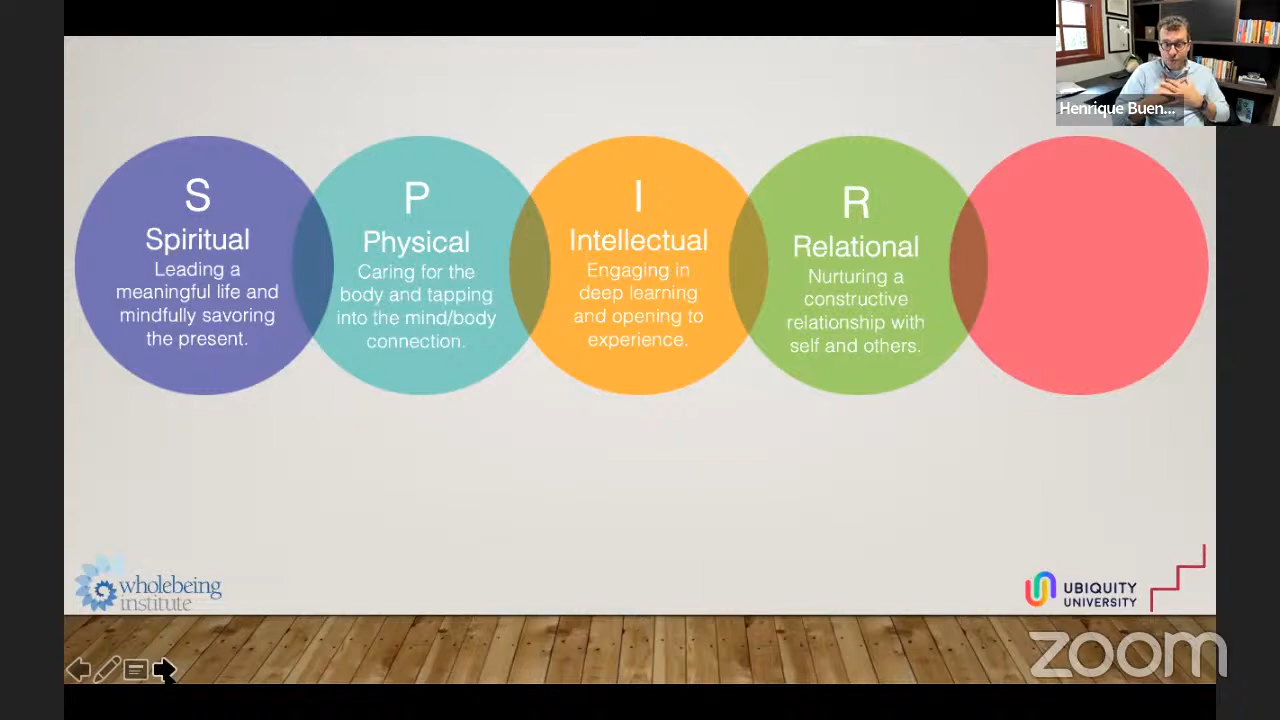 Henrique Buen...
S
Spiritual
Leading a
meaningful life and
mindfully savoring
the present.
P
Physical
Caring for the
body and tapping
into the mind/body
connection.
I
Intellectual
Engaging in
deep learning
and opening to
experience.
R
Relational
Nurturing a
constructive
relationship with
self and others.
wholebeing
institute
UBIQUITY
UNIVERSITY
zoom